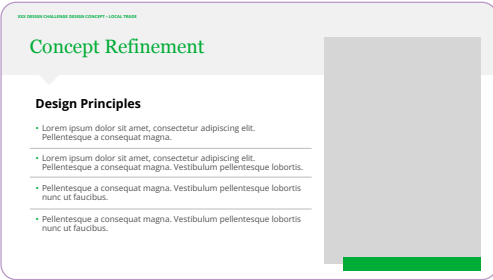 XXX DESIGN CHALLENGE DESIGN CONCEPT – LOCAL TRADE
Concept Refinement
Design Principles
• Lorem ipsum dolor sit amet, consectetur adipiscing elit.
Pellentesque a consequat magna.
• Lorem ipsum dolor sit amet, consectetur adipiscing elit.
Pellentesque a consequat magna. Vestibulum pellentesque lobortis.
• Pellentesque a consequat magna. Vestibulum pellentesque lobortis
nunc ut faucibus.
• Pellentesque a consequat magna. Vestibulum pellentesque lobortis
nunc ut faucibus.